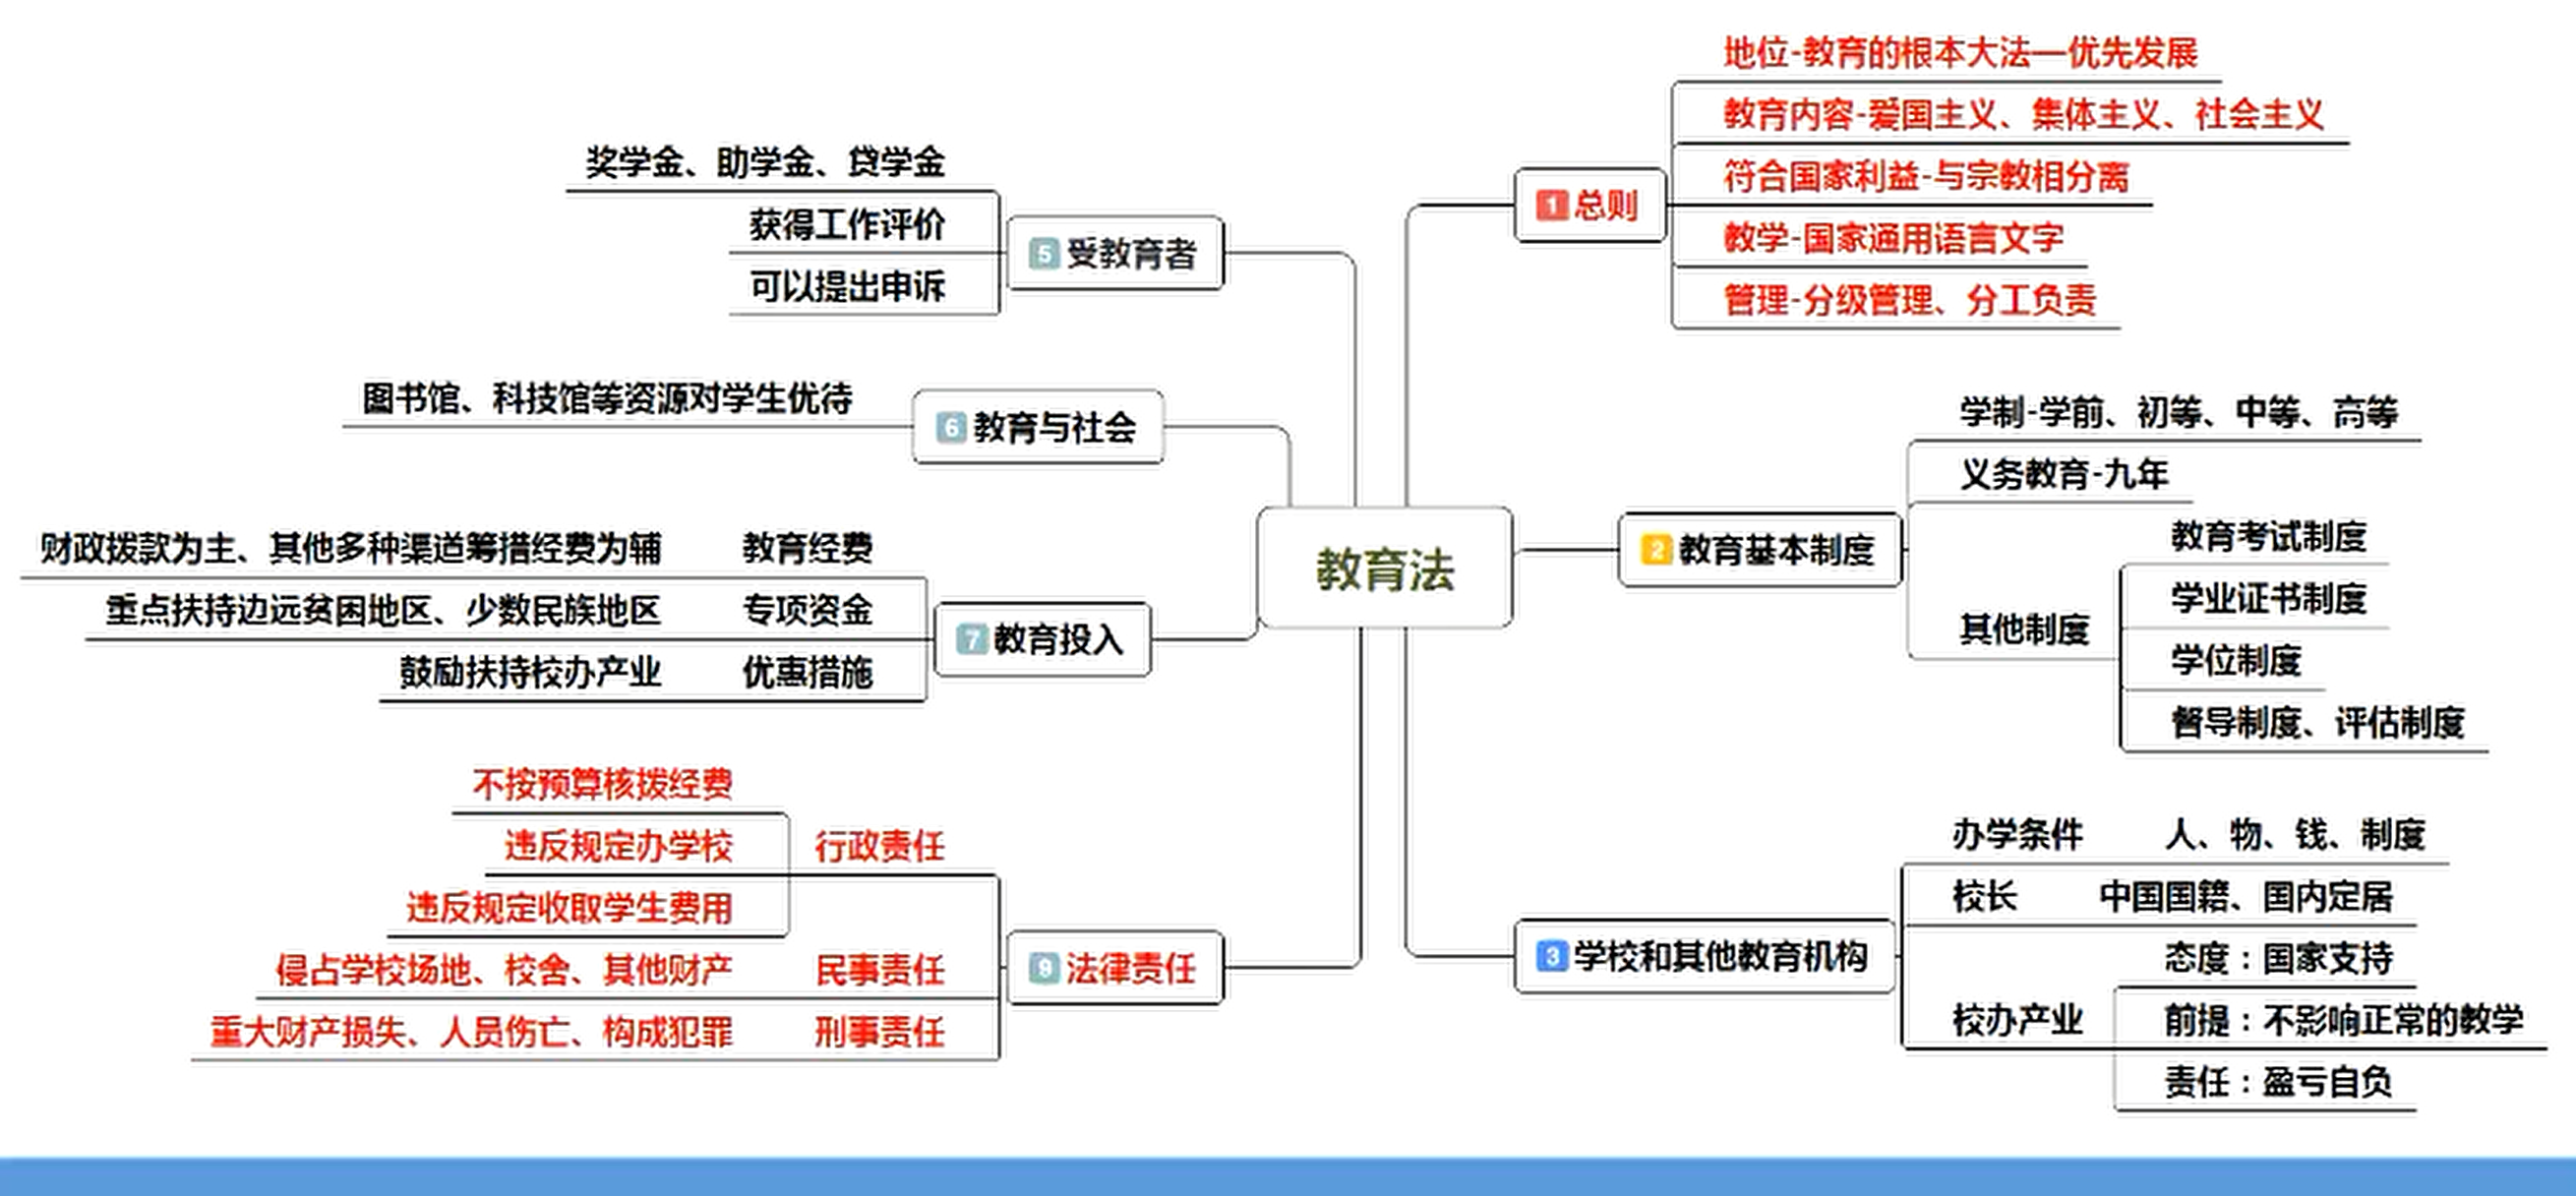 教育法
1 总则
地位-教育的根本大法—优先发展
教育内容-爱国主义、集体主义、社会主义
符合国家利益-与宗教相分离
教学-国家通用语言文字
管理-分级管理、分工负责
2 教育基本制度
学制-学前、初等、中等、高等
义务教育-九年
其他制度
教育考试制度
学业证书制度
学位制度
督导制度、评估制度
3 学校和其他教育机构
办学条件 人、物、钱、制度
校长 中国国籍、国内定居
校办产业
态度：国家支持
前提：不影响正常的教学
责任：盈亏自负
5 受教育者
奖学金、助学金、贷学金
获得工作评价
可以提出申诉
6 教育与社会
图书馆、科技馆等资源对学生优待
7 教育投入
财政拨款为主、其他多种渠道筹措经费为辅 教育经费
重点扶持边远贫困地区、少数民族地区 专项资金
鼓励扶持校办产业 优惠措施
9 法律责任
行政责任
不按预算核拨经费
违反规定办学校
违反规定收取学生费用
侵占学校场地、校舍、其他财产 民事责任
重大财产损失、人员伤亡、构成犯罪 刑事责任